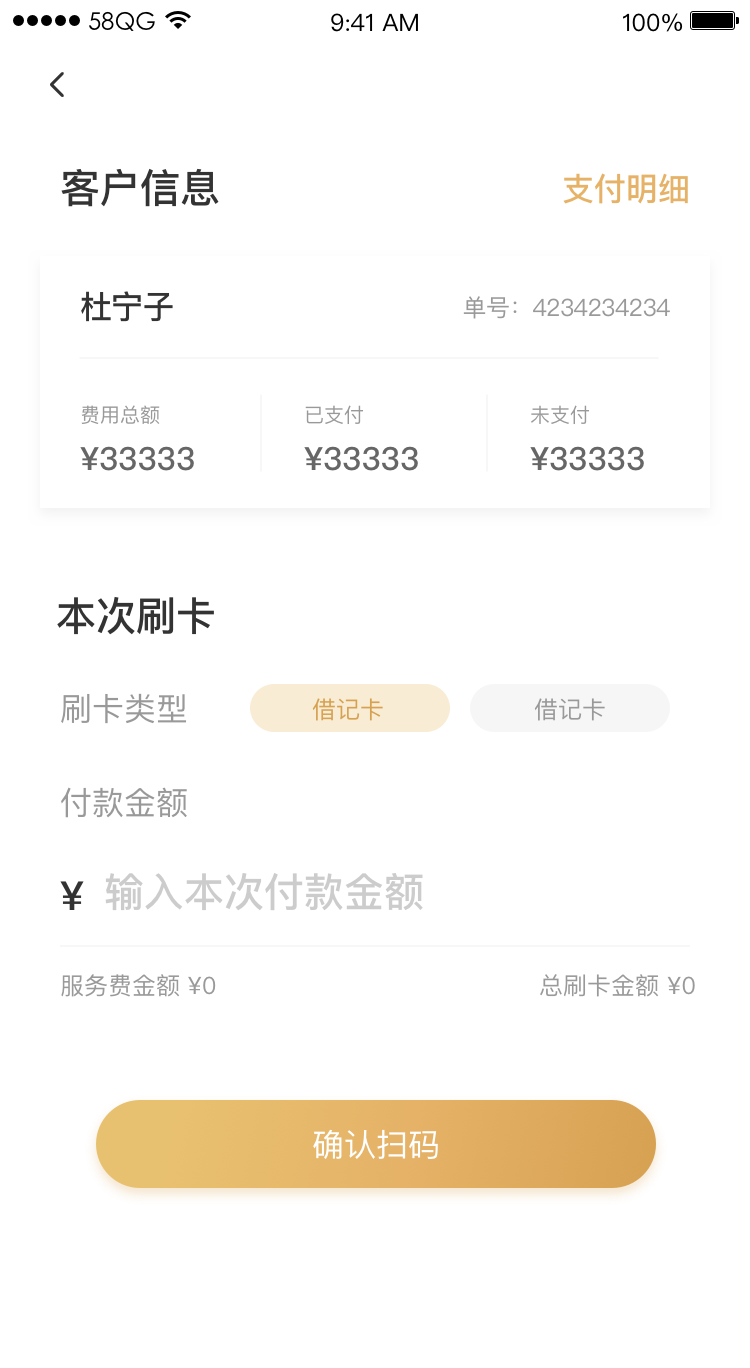 58QG 9:41 AM 100%
客户信息 支付明细
杜宁子 单号：4234234234
费用总额 已支付 未支付
¥33333 ¥33333 ¥33333
本次刷卡
刷卡类型 借记卡 借记卡
付款金额
¥ 输入本次付款金额
服务费金额 ¥0 总刷卡金额 ¥0
确认扫码